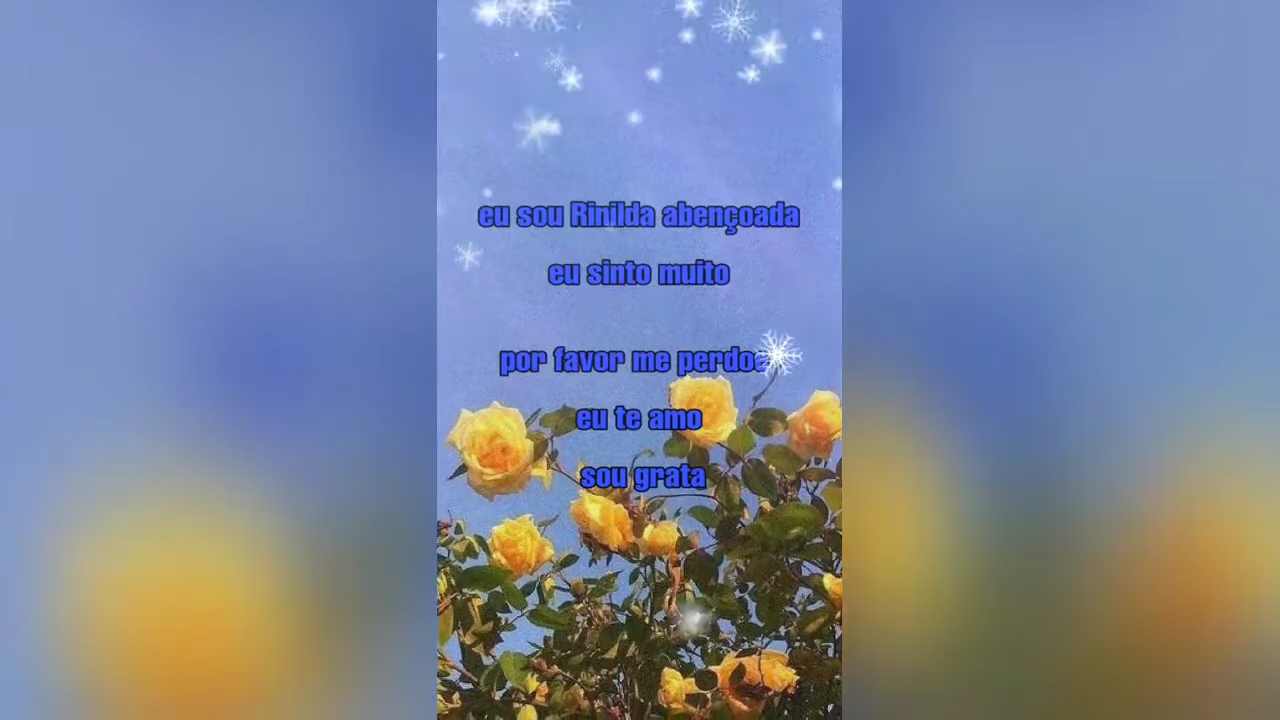 eu sou Rinilda abençoada
eu sinto muito
por favor me perdoe
eu te amo
sou grata